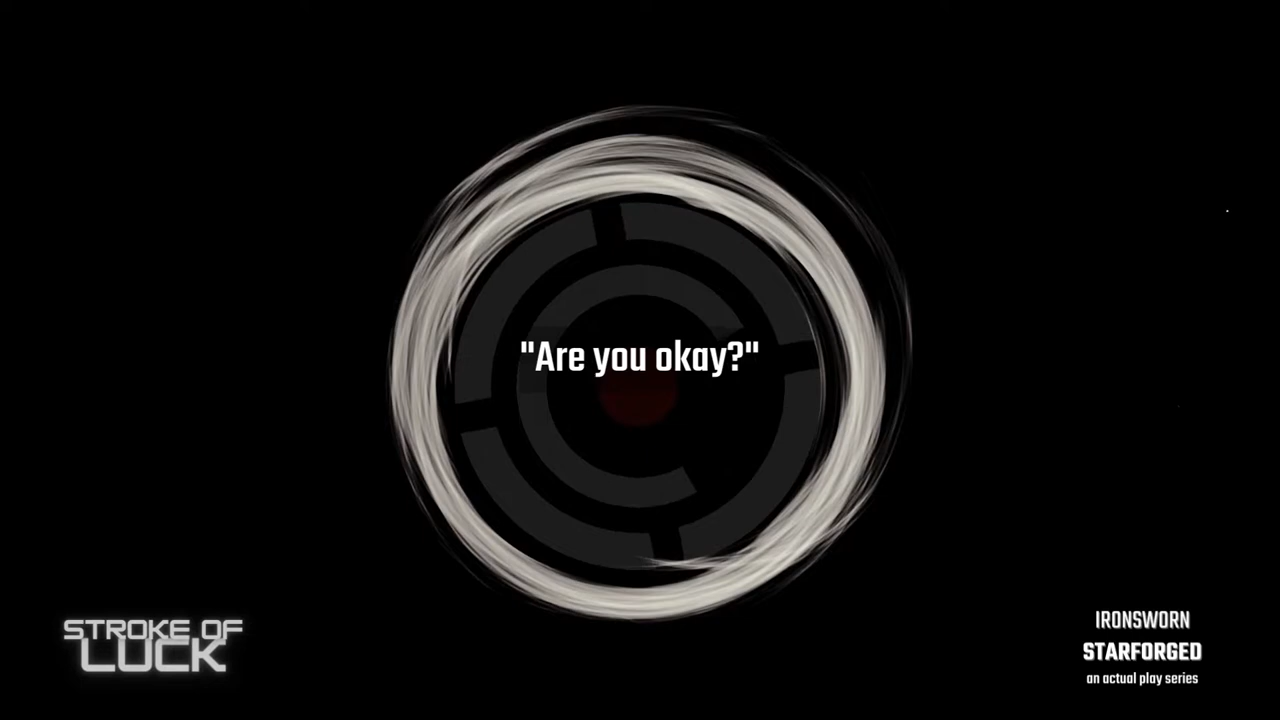 "Are you okay?"
STROKE OF
LUCK
IRONSWORN
STARFORGED
an actual play series